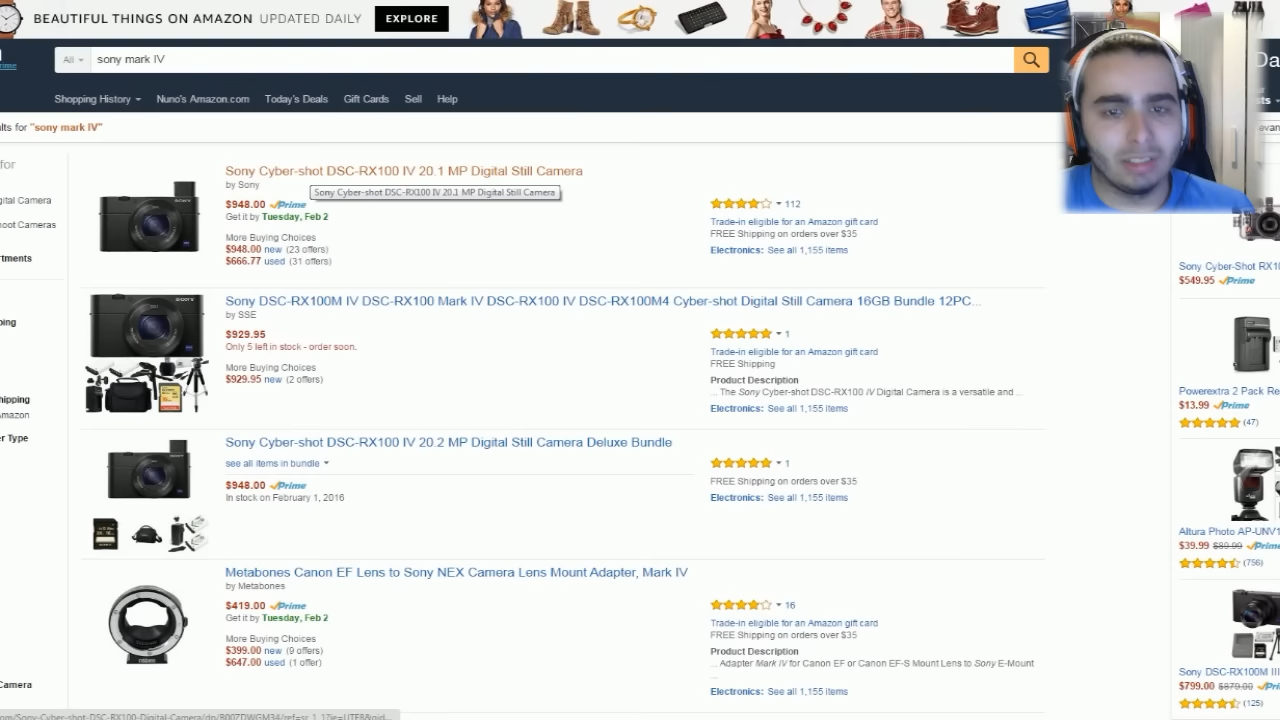 BEAUTIFUL THINGS ON AMAZON UPDATED DAILY EXPLORE
Prime
All
sony mark IV
Shopping History
Nuno's Amazon.com
Today's Deals
Gift Cards
Sell
Help
"sony mark IV"
for
Camera
Cameras
Sony Cyber-shot DSC-RX100 IV 20.1 MP Digital Still Camera
by Sony
Sony Cyber-shot DSC-RX100 IV 20.1 MP Digital Still Camera
$948.00 Prime
Get it by Tuesday, Feb 2
More Buying Choices
$948.00 new (23 offers)
$666.77 used (31 offers)
112
Trade-in eligible for an Amazon gift card
FREE Shipping on orders over $35
Electronics: See all 1,155 items
Sony DSC-RX100M IV DSC-RX100 Mark IV DSC-RX100 IV DSC-RX100M4 Cyber-shot Digital Still Camera 16GB Bundle 12PC...
by SSE
$929.95
Only 5 left in stock - order soon.
More Buying Choices
$929.95 new (2 offers)
1
Trade-in eligible for an Amazon gift card
FREE Shipping
Product Description
... The Sony Cyber-shot DSC-RX100 IV Digital Camera is a versatile and ...
Electronics: See all 1,155 items
Sony Cyber-shot DSC-RX100 IV 20.2 MP Digital Still Camera Deluxe Bundle
see all items in bundle
$948.00 Prime
In stock on February 1, 2016
1
FREE Shipping on orders over $35
Electronics: See all 1,155 items
Metabones Canon EF Lens to Sony NEX Camera Lens Mount Adapter, Mark IV
by Metabones
$419.00 Prime
Get it by Tuesday, Feb 2
More Buying Choices
$399.00 new (9 offers)
$647.00 used (1 offer)
16
Trade-in eligible for an Amazon gift card
FREE Shipping on orders over $35
Product Description
... Adapter Mark IV for Canon EF or Canon EF-S Mount Lens to Sony E-Mount
...
Electronics: See all 1,155 items
Sony Cyber-Shot RX10
$549.95 Prime
Powerextra 2 Pack Re
$13.99 Prime
(47)
Altura Photo AP-UNV1
$39.99 $89.99 Prime
(756)
Sony DSC-RX100M III
$799.00 $879.00
(125)